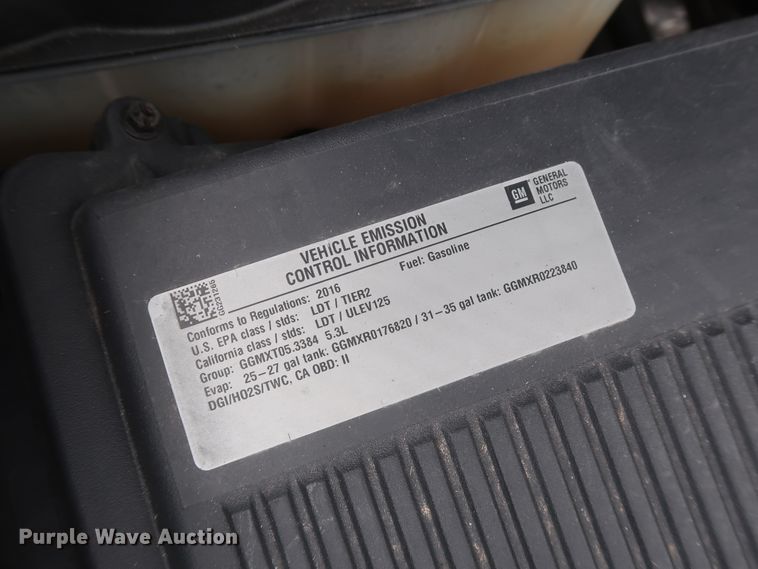 GM GENERAL
MOTORS
LLC
VEHICLE EMISSION
CONTROL INFORMATION
Conforms to Regulations: 2016 Fuel: Gasoline
U.S. EPA class / stds: LDT / TIER2
California class / stds: LDT / ULEV125
Group: GGMXT05.3384 5.3L
Evap: 25-27 gal tank: GGMXR0176820 / 31-35 gal tank: GGMXR0223840
DGI/HO2S/TWC, CA OBD: II
Purple Wave Auction